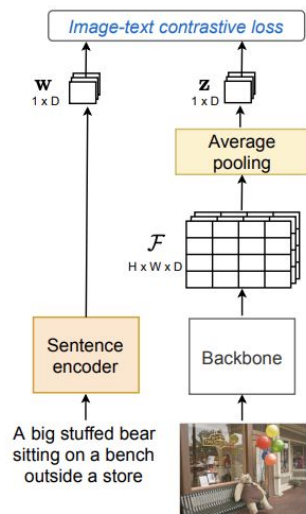 Image-text contrastive loss
w
1 x D
z
1 x D
Average
pooling
F
H x W x D
Sentence
encoder
Backbone
A big stuffed bear
sitting on a bench
outside a store